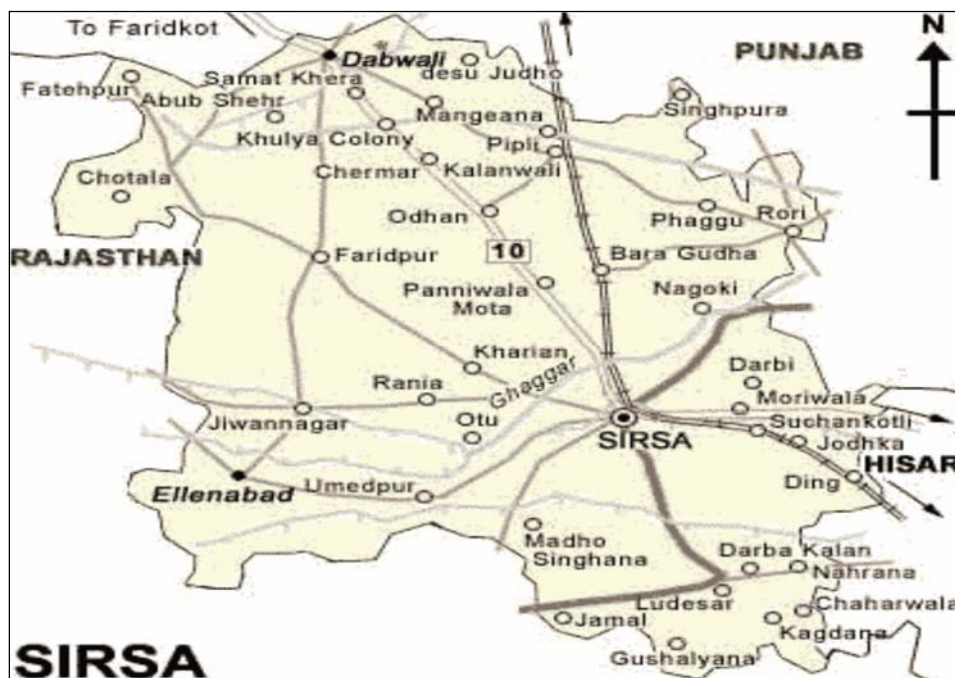 To Faridkot
N
Dabwali
PUNJAB
desu Judho
Samat Khera
Fatehpur
Abub Shehr
Singhpura
Mangeana
Khulya Colony
Pipli
Chermar
Kalanwali
Chotala
Odhan
Phaggu
Rori
RAJASTHAN
Faridpur
10
Bara Gudha
Panniwala
Mota
Nagoki
Kharian
Ghaggar
Darbi
Rania
Moriwala
Jiwannagar
Otu
SIRSA
Suchankotli
Jodhka
HISAR
Ding
Ellenabad
Umedpur
Madho
Singhana
Darba Kalan
Nahrana
Ludesar
Chaharwala
Jamal
Kagdana
Gushalyana
SIRSA